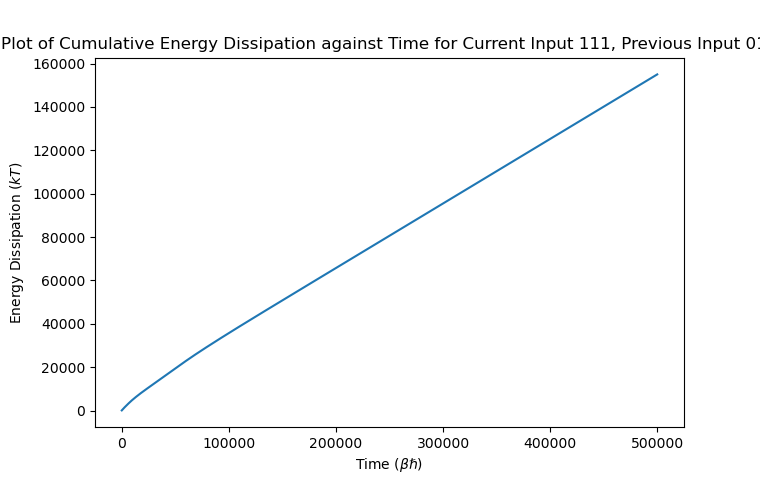 Plot of Cumulative Energy Dissipation against Time for Current Input 111, Previous Input 01
160000
140000
120000
100000
80000
60000
40000
20000
0
Energy Dissipation (kT)
0 100000 200000 300000 400000 500000
Time (βℏ)